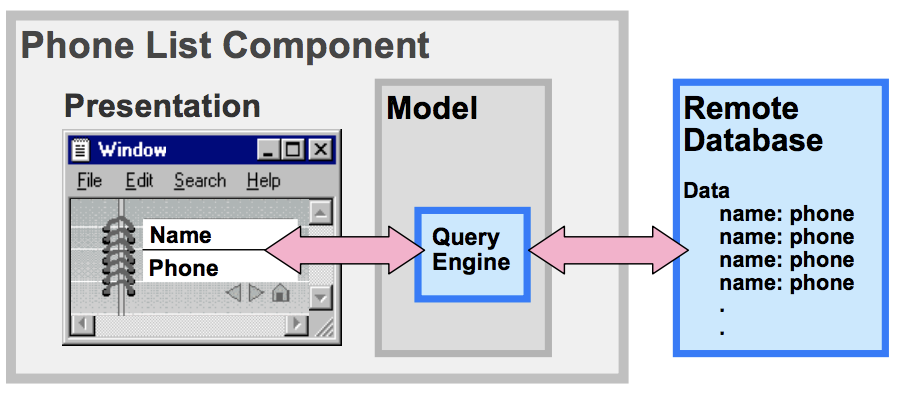 Phone List Component
Presentation
Window
File Edit Search Help
Name
Phone
Model
Query
Engine
Remote
Database
Data
name: phone
name: phone
name: phone
name: phone
.
.